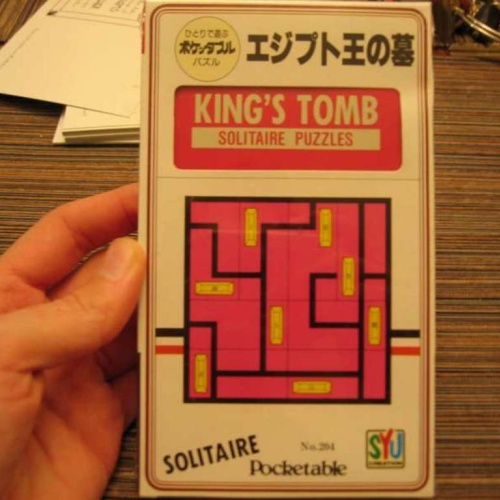 ひとりで遊ぶ
ポケッタブル
パズル
エジプト王の墓
KING'S TOMB
SOLITAIRE PUZZLES
SOLITAIRE
No.204
Pocketable
SYU
CREATION